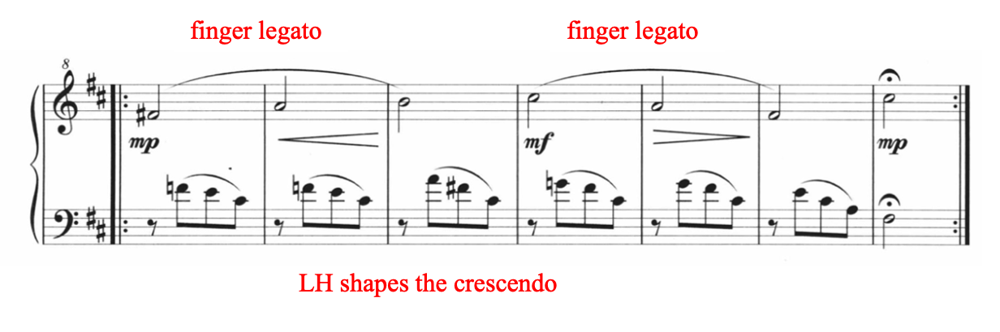 finger legato finger legato
8
mp mf mp
LH shapes the crescendo